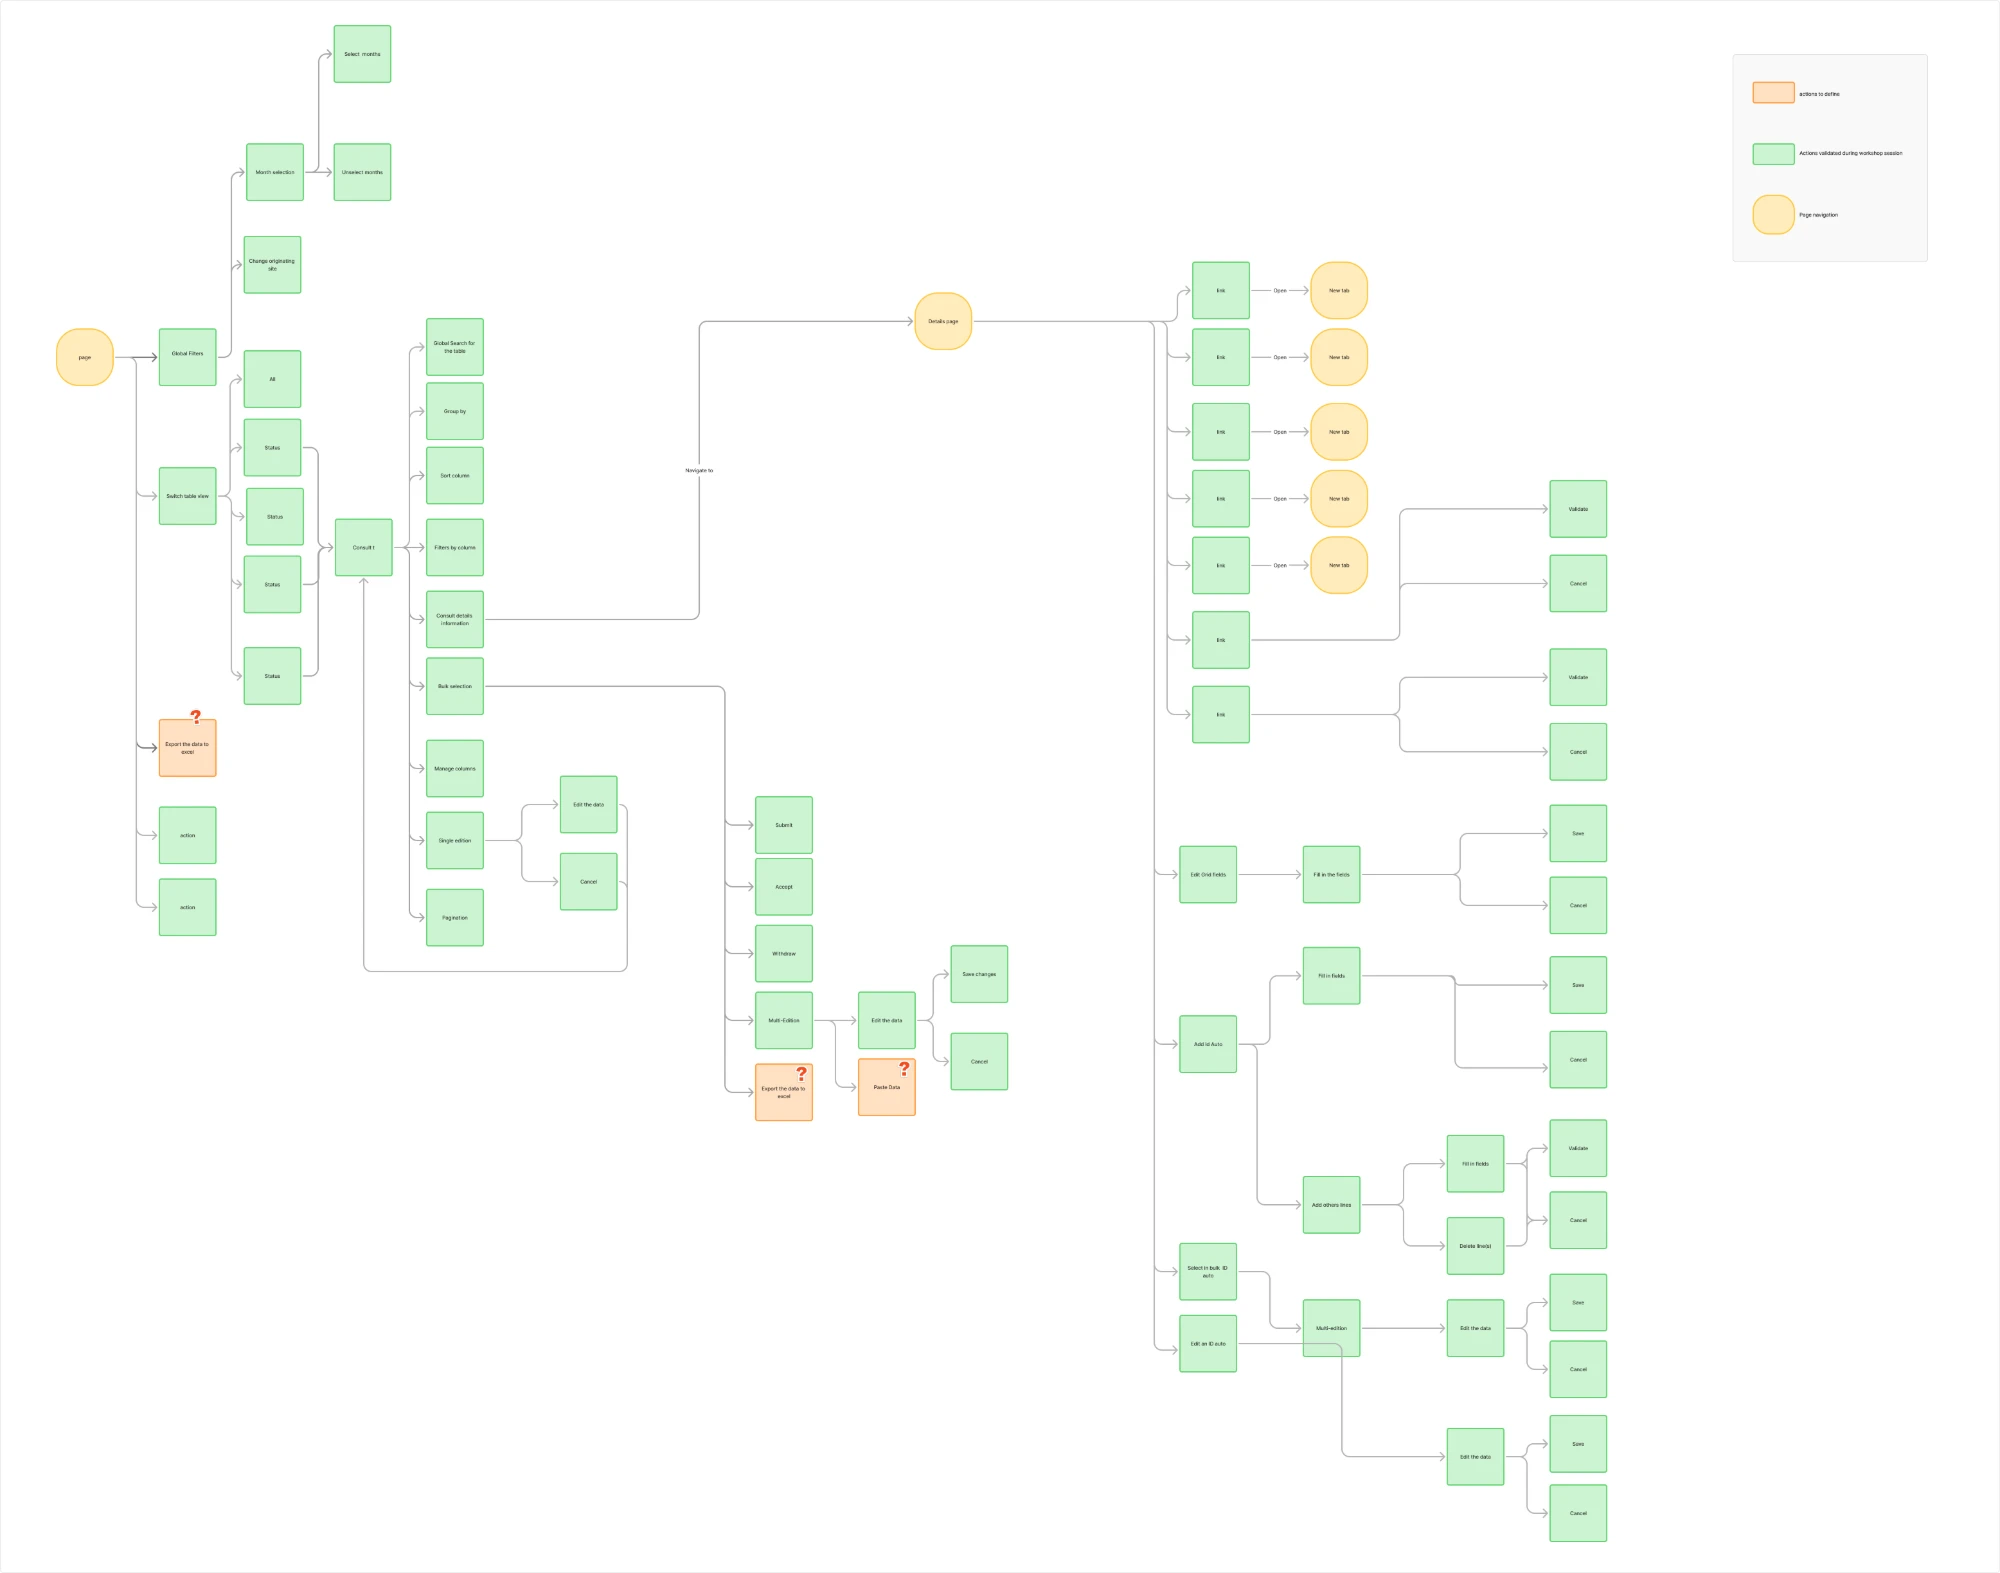 Select months
Month selection
Unselect months
Change originating
site
page
Global Filters
All
Status
Switch table view
Status
Status
Status
Consult t
?
Export the data to
excel
action
action
Global Search for
the table
Group by
Sort column
Filters by column
Consult details
information
Bulk selection
Manage columns
Single edition
Pagination
Edit the data
Cancel
Navigate to
Submit
Accept
Withdraw
Multi-Edition
?
Export the data to
excel
Edit the data
?
Paste Data
Save changes
Cancel
Details page
link
Open
New tab
link
Open
New tab
link
Open
New tab
link
Open
New tab
link
Open
New tab
link
link
Validate
Cancel
Validate
Cancel
Edit Grid fields
Fill in the fields
Save
Cancel
Add Id Auto
Fill in fields
Save
Cancel
Add others lines
Fill in fields
Delete line(s)
Validate
Cancel
Select in bulk ID
auto
Edit an ID auto
Multi-edition
Edit the data
Save
Cancel
Edit the data
Save
Cancel
actions to define
Actions validated during workshop session
Page navigation